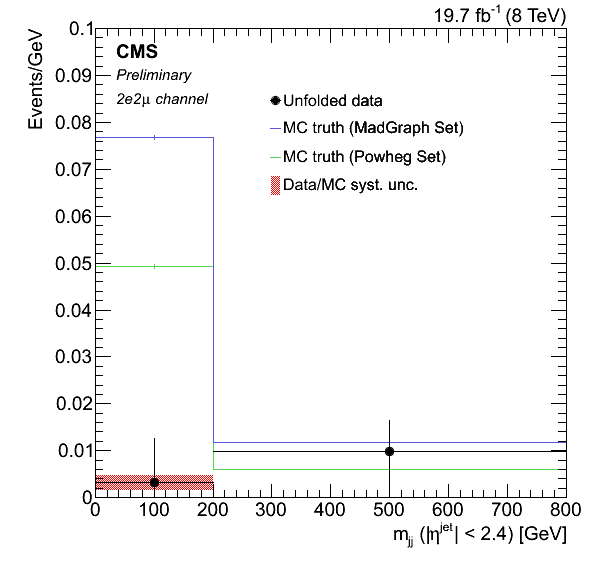 19.7 fb⁻¹ (8 TeV)
Events/GeV
0.1
0.09
0.08
0.07
0.06
0.05
0.04
0.03
0.02
0.01
0
CMS
Preliminary
2e2μ channel
Unfolded data
MC truth (MadGraph Set)
MC truth (Powheg Set)
Data/MC syst. unc.
0 100 200 300 400 500 600 700 800
m_jj (|η^jet| < 2.4) [GeV]